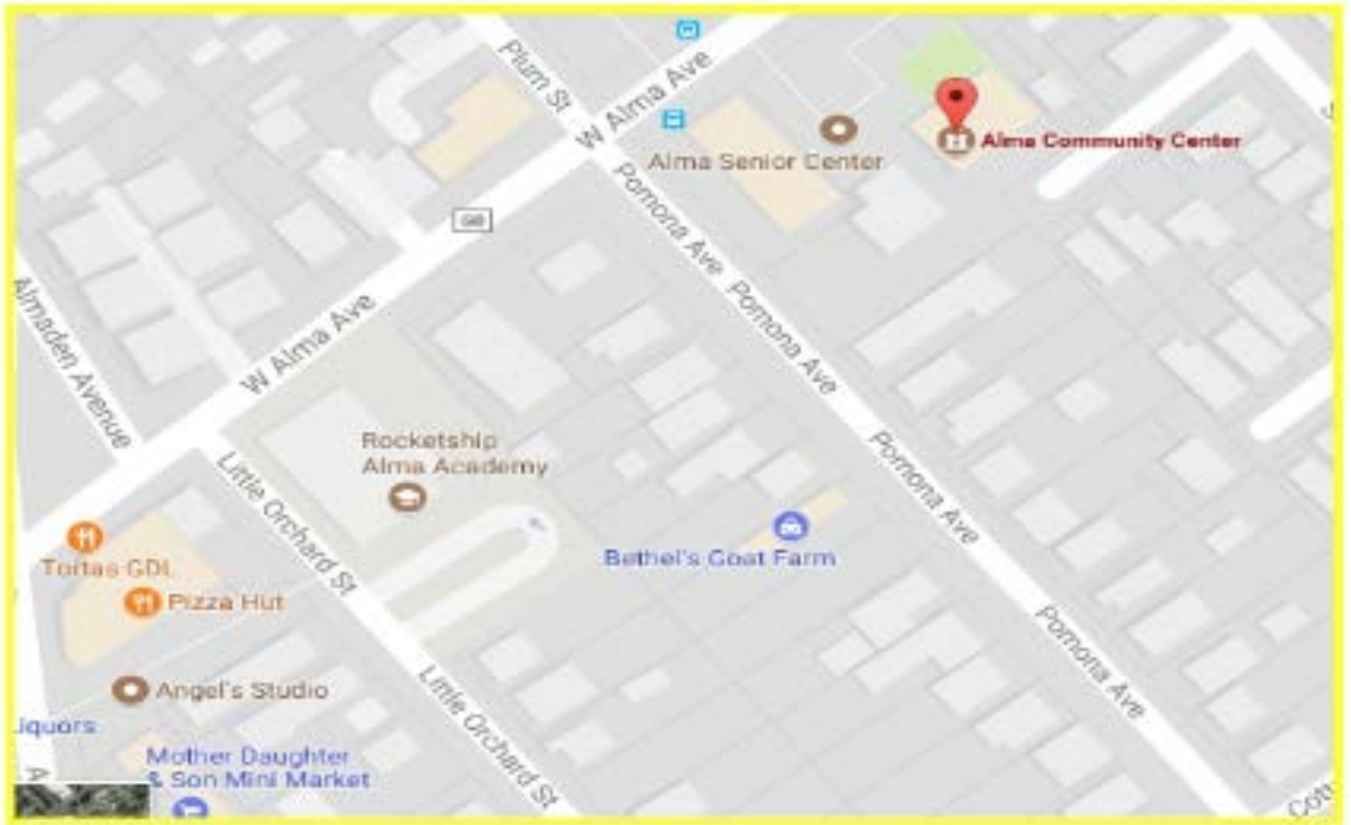 Plum St
W Alma Ave
Alma Senior Center
Alma Community Center
Pomona Ave
Pomona Ave
W Alma Ave
Almaden Avenue
Rocketship
Alma Academy
Pomona Ave
Little Orchard St
Bethel's Goat Farm
Tortas GDL
Pizza Hut
Pomona Ave
Angel's Studio
Little Orchard St
Liquors
Mother Daughter
& Son Mini Market
A